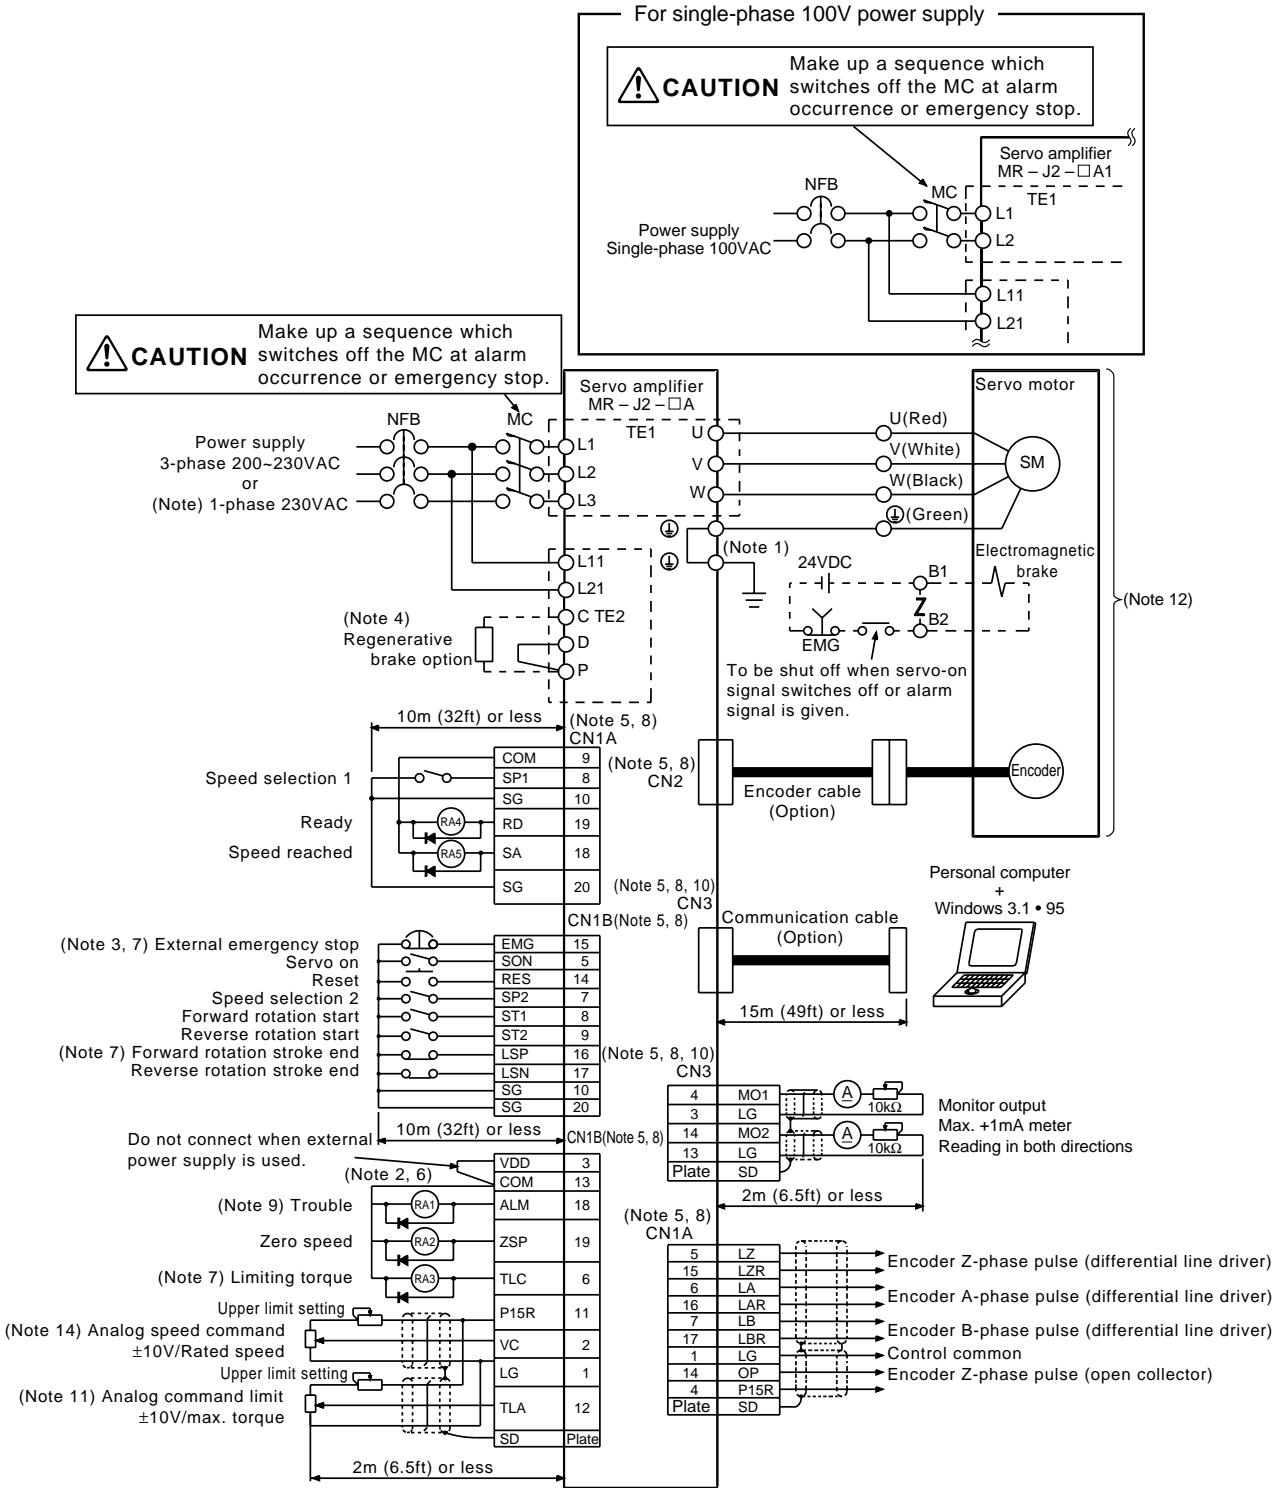 For single-phase 100V power supply
CAUTION
Make up a sequence which
switches off the MC at alarm
occurrence or emergency stop.
Servo amplifier
MR – J2 – □ A1
NFB
MC
TE1
L1
L2
Power supply
Single-phase 100VAC
L11
L21
CAUTION
Make up a sequence which
switches off the MC at alarm
occurrence or emergency stop.
Servo amplifier
MR – J2 – □ A
Servo motor
NFB
MC
TE1
Power supply
3-phase 200~230VAC
or
(Note) 1-phase 230VAC
L1
L2
L3
U
V
W
U(Red)
V(White)
W(Black)
(Green)
SM
(Note 1)
L11
L21
C TE2
D
P
(Note 4)
Regenerative
brake option
24VDC
EMG
B1
Z
B2
Electromagnetic
brake
(Note 12)
To be shut off when servo-on
signal switches off or alarm
signal is given.
10m (32ft) or less
(Note 5, 8)
CN1A
Speed selection 1
Ready
Speed reached
RA4
RA5
COM 9
SP1 8
SG 10
RD 19
SA 18
SG 20
(Note 5, 8)
CN2
Encoder cable
(Option)
Encoder
(Note 5, 8, 10)
CN3
Communication cable
(Option)
15m (49ft) or less
Personal computer
+
Windows 3.1 • 95
CN1B(Note 5, 8)
(Note 3, 7) External emergency stop EMG 15
Servo on SON 5
Reset RES 14
Speed selection 2 SP2 7
Forward rotation start ST1 8
Reverse rotation start ST2 9
(Note 7) Forward rotation stroke end LSP 16
Reverse rotation stroke end LSN 17
SG 10
SG 20
10m (32ft) or less
(Note 5, 8, 10)
CN3
4 MO1
3 LG
14 MO2
13 LG
Plate SD
A
10kΩ
A
10kΩ
Monitor output
Max. +1mA meter
Reading in both directions
2m (6.5ft) or less
Do not connect when external
power supply is used.
CN1B(Note 5, 8)
(Note 2, 6)
VDD 3
COM 13
(Note 9) Trouble RA1 ALM 18
Zero speed RA2 ZSP 19
(Note 7) Limiting torque RA3 TLC 6
Upper limit setting P15R 11
(Note 14) Analog speed command
±10V/Rated speed
VC 2
Upper limit setting
LG 1
(Note 11) Analog command limit
±10V/max. torque
TLA 12
SD Plate
2m (6.5ft) or less
(Note 5, 8)
CN1A
5 LZ
15 LZR
Encoder Z-phase pulse (differential line driver)
6 LA
16 LAR
Encoder A-phase pulse (differential line driver)
7 LB
17 LBR
Encoder B-phase pulse (differential line driver)
1 LG
Control common
14 OP
Encoder Z-phase pulse (open collector)
4 P15R
Plate SD